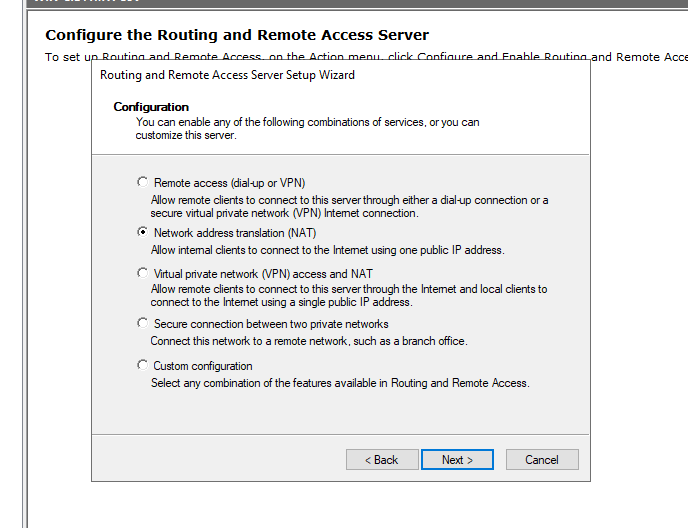 Configure the Routing and Remote Access Server
To set up Routing and Remote Access, on the Action menu, click Configure and Enable Routing and Remote Acce
Routing and Remote Access Server Setup Wizard
Configuration
You can enable any of the following combinations of services, or you can
customize this server.
Remote access (dial-up or VPN)
Allow remote clients to connect to this server through either a dial-up connection or a
secure virtual private network (VPN) Internet connection.
Network address translation (NAT)
Allow internal clients to connect to the Internet using one public IP address.
Virtual private network (VPN) access and NAT
Allow remote clients to connect to this server through the Internet and local clients to
connect to the Internet using a single public IP address.
Secure connection between two private networks
Connect this network to a remote network, such as a branch office.
Custom configuration
Select any combination of the features available in Routing and Remote Access.
< Back
Next >
Cancel